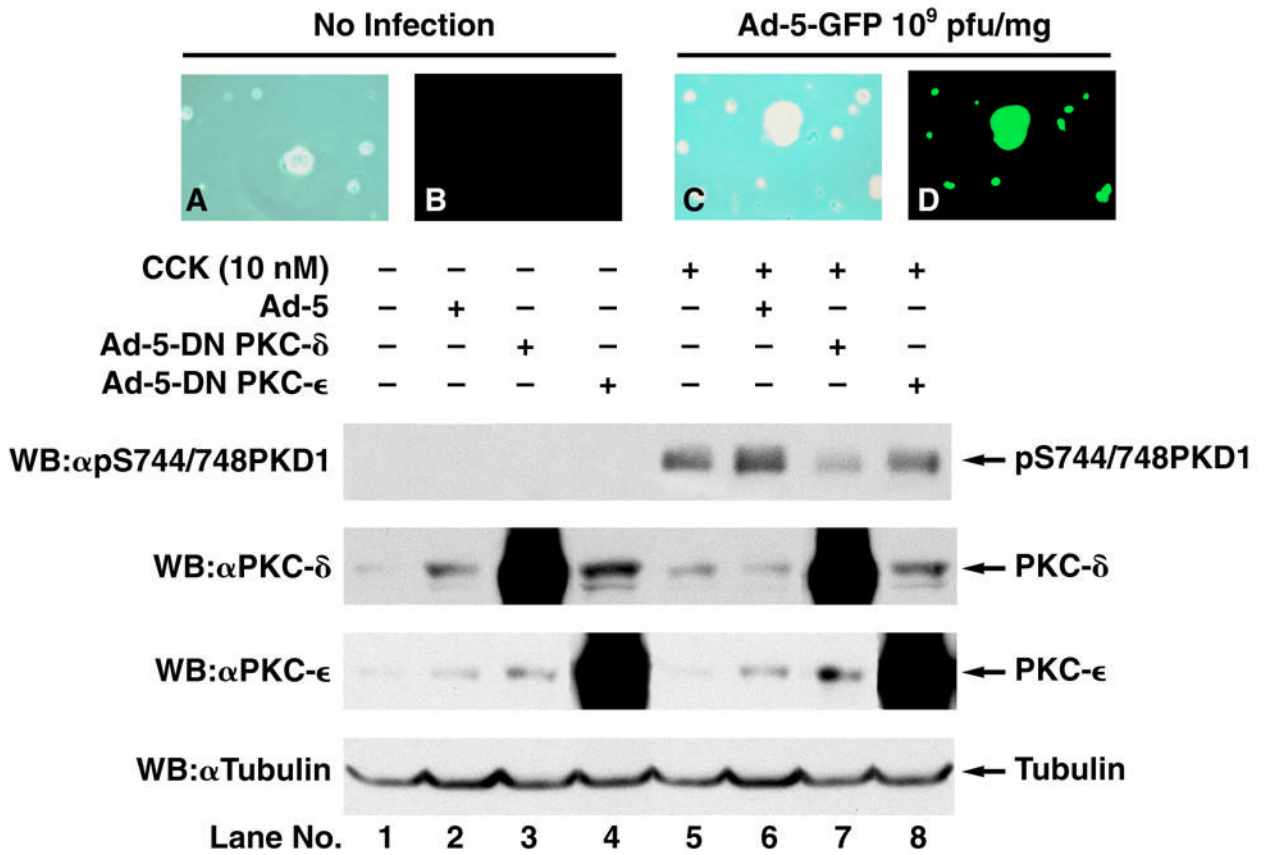 No Infection Ad-5-GFP 10⁹ pfu/mg
A B C D
CCK (10 nM) – – – – + + + +
Ad-5 – + – – – + – –
Ad-5-DN PKC-δ – – + – – – + –
Ad-5-DN PKC-ϵ – – – + – – – +
WB:αpS744/748PKD1 pS744/748PKD1
WB:αPKC-δ PKC-δ
WB:αPKC-ϵ PKC-ϵ
WB:αTubulin Tubulin
Lane No. 1 2 3 4 5 6 7 8